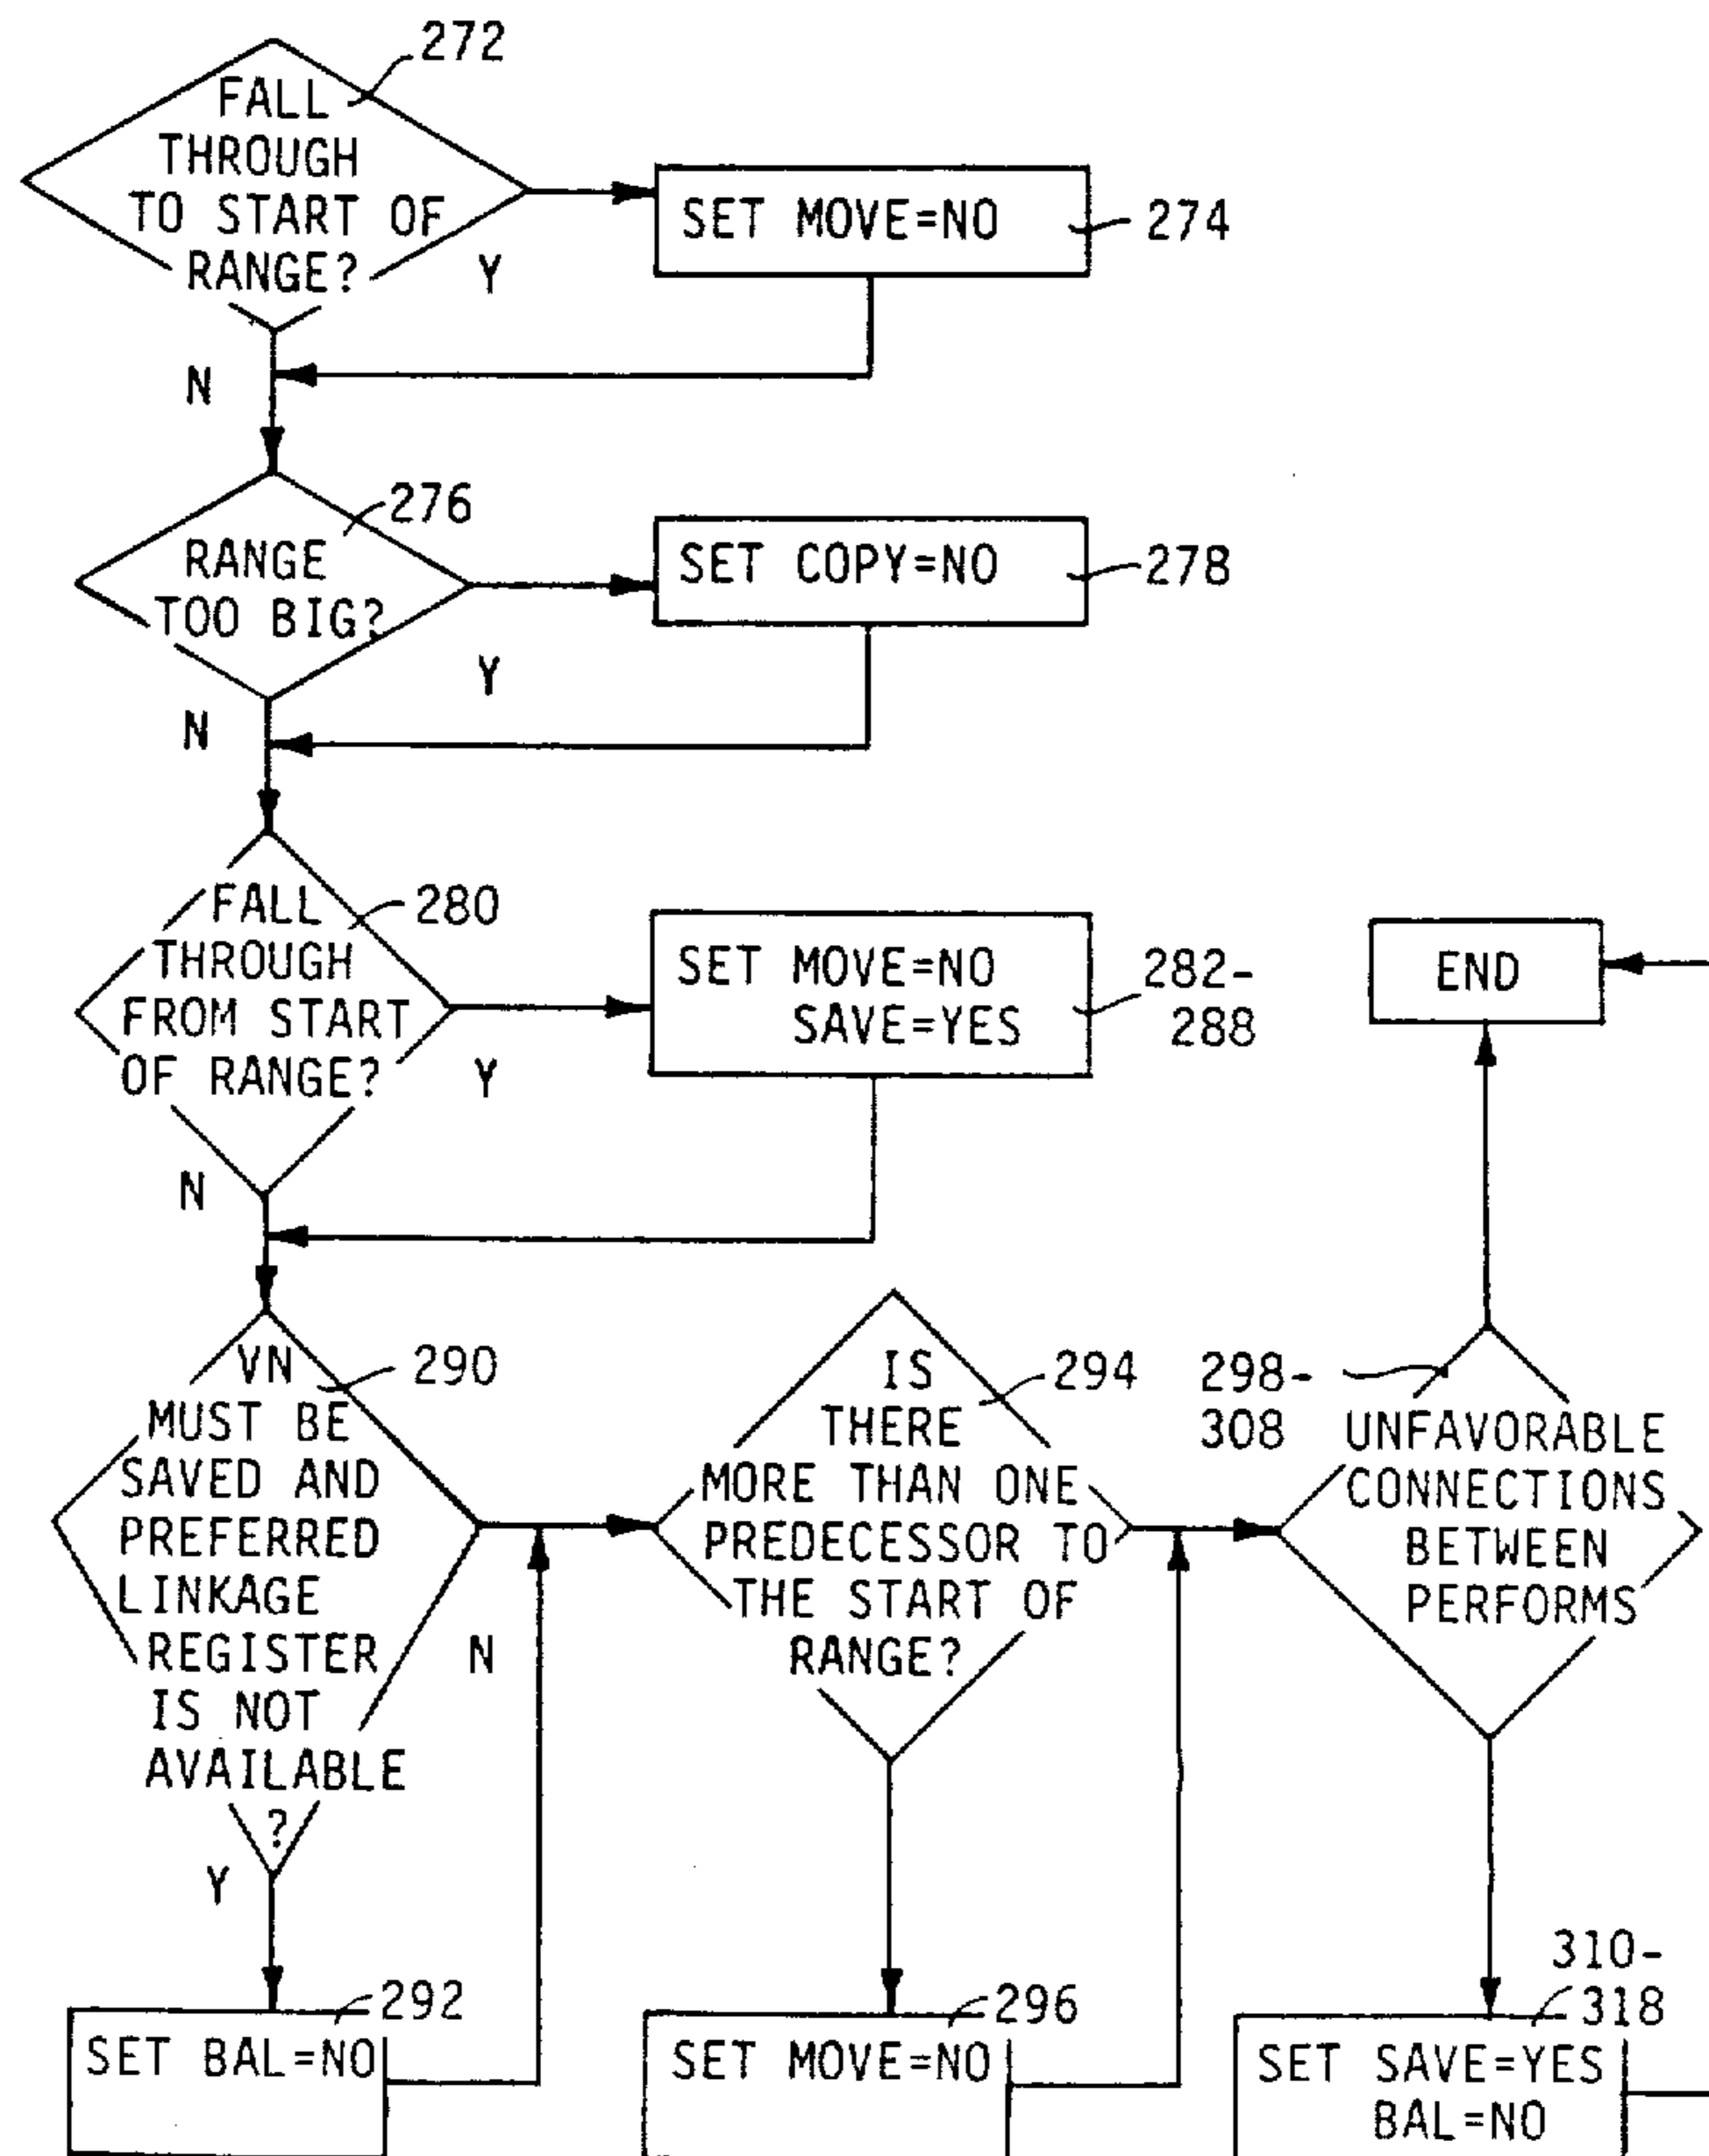 272
FALL
THROUGH
TO START OF
RANGE?
Y
N
SET MOVE=NO
274
276
RANGE
TOO BIG?
Y
N
SET COPY=NO
278
280
FALL
THROUGH
FROM START
OF RANGE?
Y
N
SET MOVE=NO
SAVE=YES
282-
288
END
290
VN
MUST BE
SAVED AND
PREFERRED
LINKAGE
REGISTER
IS NOT
AVAILABLE
?
N
Y
292
SET BAL=NO
294
IS
THERE
MORE THAN ONE
PREDECESSOR TO
THE START OF
RANGE?
296
SET MOVE=NO
298-
308
UNFAVORABLE
CONNECTIONS
BETWEEN
PERFORMS
310-
318
SET SAVE=YES
BAL=NO